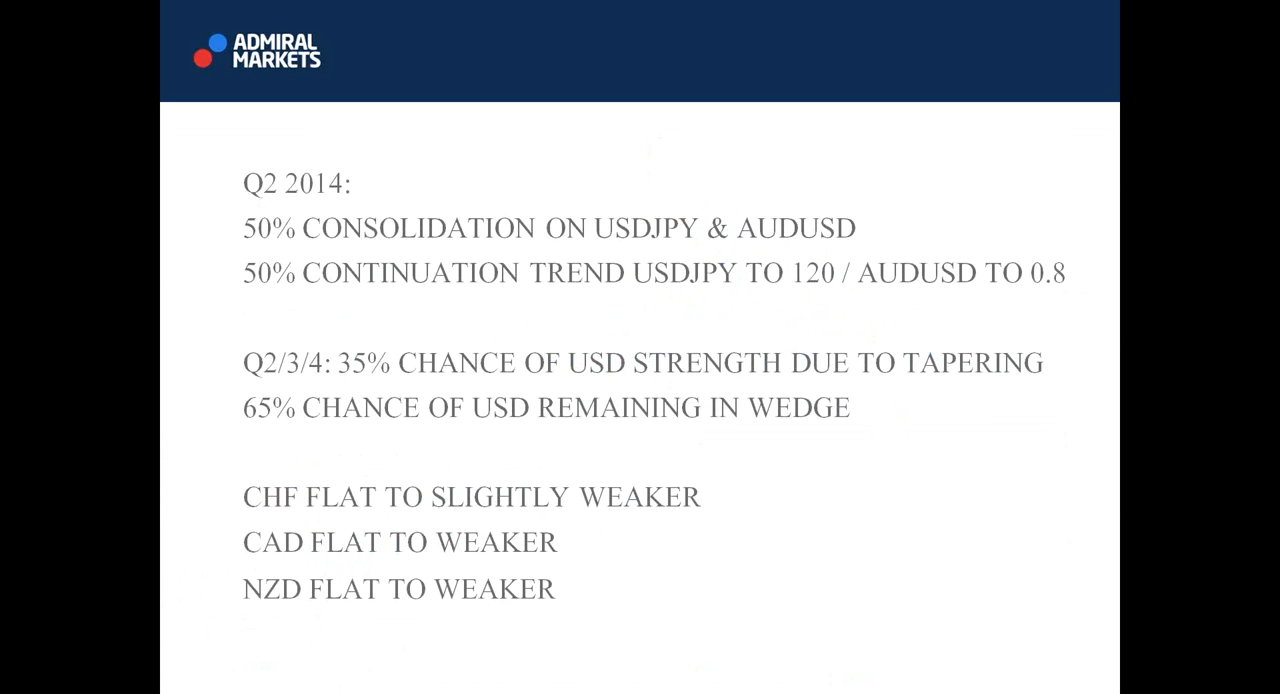 ADMIRAL
MARKETS
Q2 2014:
50% CONSOLIDATION ON USDJPY & AUDUSD
50% CONTINUATION TREND USDJPY TO 120 / AUDUSD TO 0.8
Q2/3/4: 35% CHANCE OF USD STRENGTH DUE TO TAPERING
65% CHANCE OF USD REMAINING IN WEDGE
CHF FLAT TO SLIGHTLY WEAKER
CAD FLAT TO WEAKER
NZD FLAT TO WEAKER